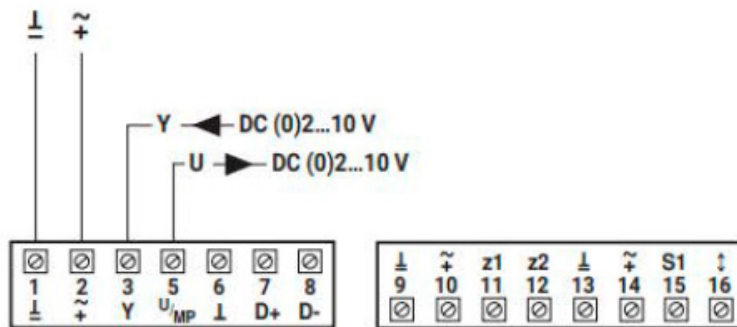 ⊥ ~
– +
Y DC (0)2...10 V
U DC (0)2...10 V
1 2 3 5 6 7 8
⊥ ~+ Y U/MP ⊥ D+ D-
⊥ ~+ z1 z2 ⊥ ~+ S1 ↕
9 10 11 12 13 14 15 16